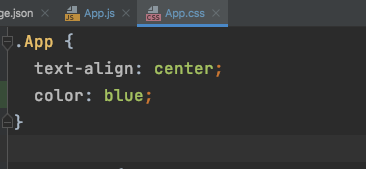 ge.json App.js App.css
.App {
text-align: center;
color: blue;
}